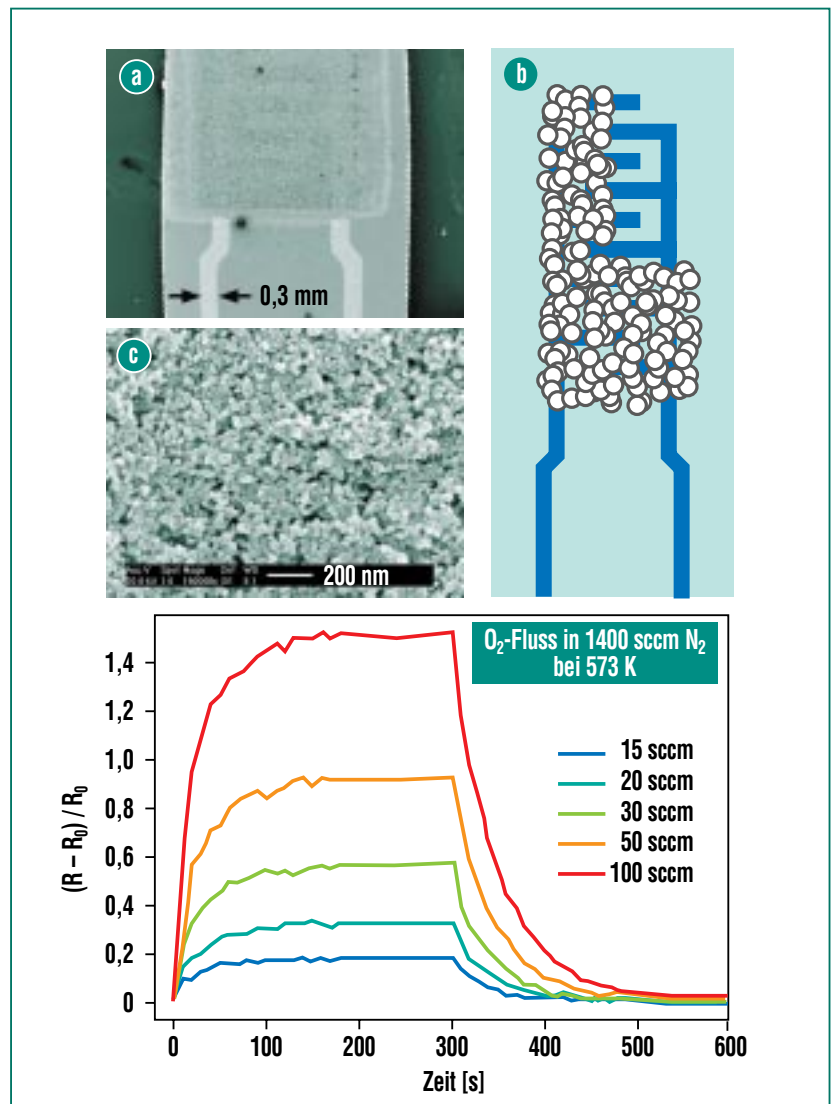 a
0,3 mm
b
c
200 nm
O₂-Fluss in 1400 sccm N₂
bei 573 K
15 sccm
20 sccm
30 sccm
50 sccm
100 sccm
(R – R₀) / R₀
1,4
1,2
1,0
0,8
0,6
0,4
0,2
0
0 100 200 300 400 500 600
Zeit [s]